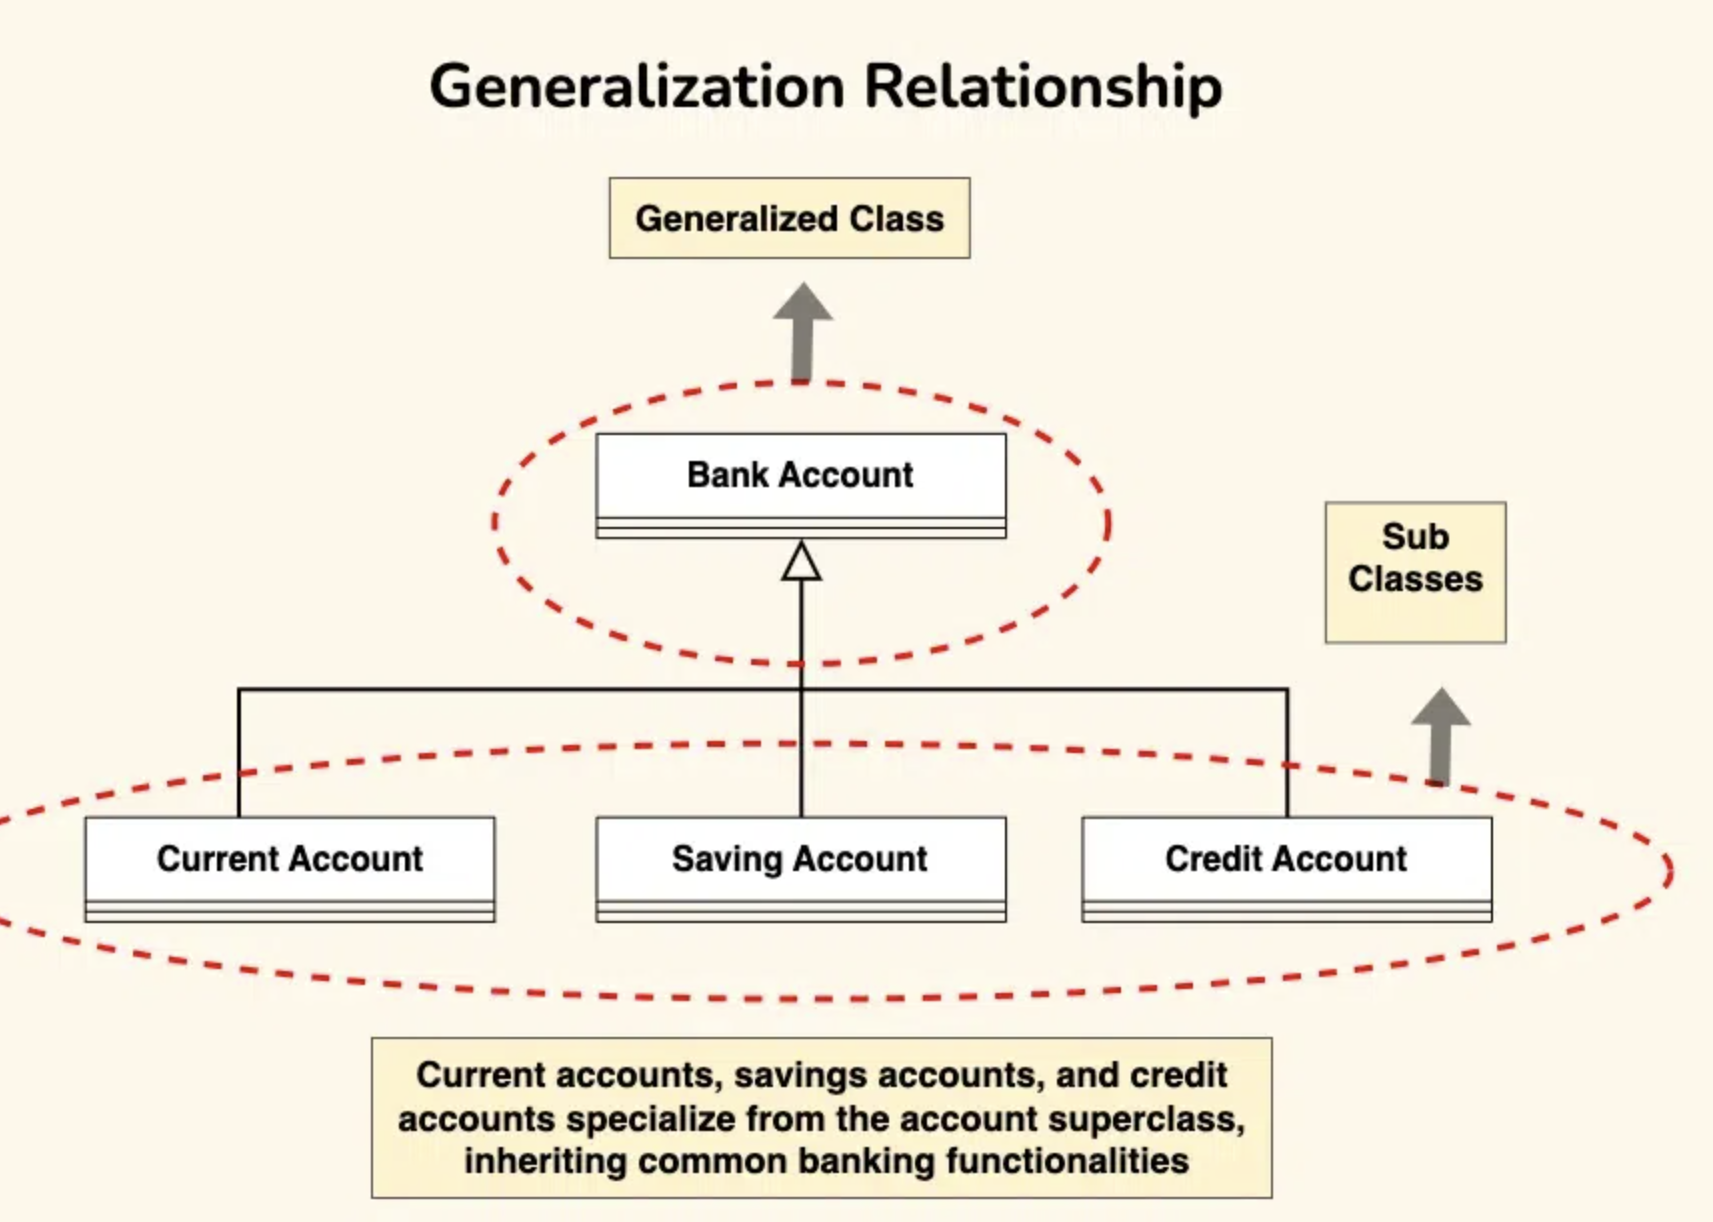 Generalization Relationship
Generalized Class
Bank Account
Sub
Classes
Current Account
Saving Account
Credit Account
Current accounts, savings accounts, and credit
accounts specialize from the account superclass,
inheriting common banking functionalities